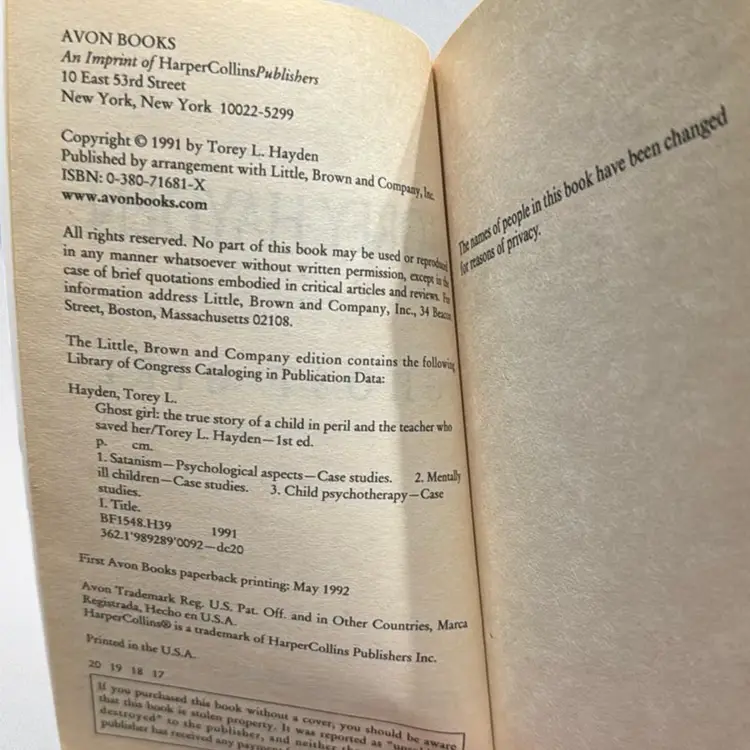 AVON BOOKS
An Imprint of HarperCollinsPublishers
10 East 53rd Street
New York, New York 10022-5299
Copyright © 1991 by Torey L. Hayden
Published by arrangement with Little, Brown and Company, Inc.
ISBN: 0-380-71681-X
www.avonbooks.com
All rights reserved. No part of this book may be used or reproduced
in any manner whatsoever without written permission, except in the
case of brief quotations embodied in critical articles and reviews. For
information address Little, Brown and Company, Inc., 34 Beacon
Street, Boston, Massachusetts 02108.
The Little, Brown and Company edition contains the following
Library of Congress Cataloging in Publication Data:
Hayden, Torey L.
Ghost girl: the true story of a child in peril and the teacher who
saved her/Torey L. Hayden—1st ed.
p. cm.
1. Satanism—Psychological aspects—Case studies. 2. Mentally
ill children—Case studies. 3. Child psychotherapy—Case
studies.
I. Title.
BF1548.H39 1991
362.1'989289'0092—dc20
First Avon Books paperback printing: May 1992
Avon Trademark Reg. U.S. Pat. Off. and in Other Countries, Marca
Registrada, Hecho en U.S.A.
HarperCollins® is a trademark of HarperCollins Publishers Inc.
Printed in the U.S.A.
20 19 18 17
If you purchased this book without a cover, you should be aware
that this book is stolen property. It was reported as
destroyed" to the publisher, and neither
publisher has received any
The names of people in this book have been changed
for reasons of privacy.